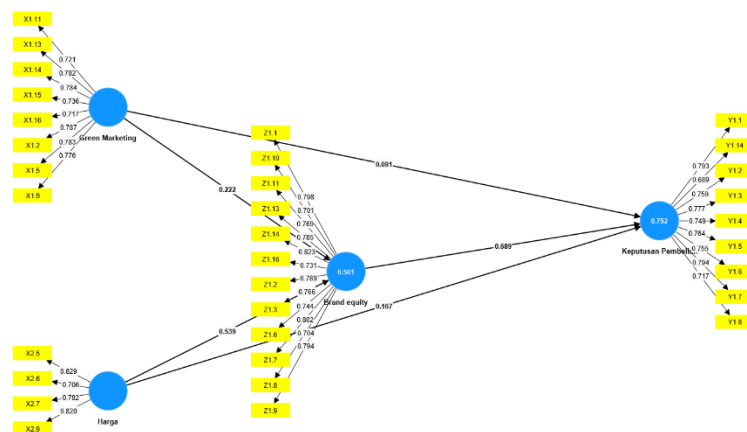 X1.11
X1.13
X1.14
X1.15
X1.16
X1.2
X1.5
X1.9
0.721
0.782
0.784
0.736
0.717
0.787
0.783
0.776
Green Marketing
X2.5
X2.6
X2.7
X2.9
0.829
0.706
0.782
0.820
Harga
0.222
0.539
0.081
0.689
0.167
Z1.1
Z1.10
Z1.11
Z1.13
Z1.14
Z1.16
Z1.2
Z1.3
Z1.6
Z1.7
Z1.8
Z1.9
0.798
0.701
0.769
0.785
0.823
0.731
0.789
0.766
0.744
0.802
0.794
0.501
Brand equity
0.752
Keputusan Pembeli...
0.793
0.689
0.759
0.777
0.749
0.764
0.755
0.794
0.717
Y1.1
Y1.14
Y1.2
Y1.3
Y1.4
Y1.5
Y1.6
Y1.7
Y1.8